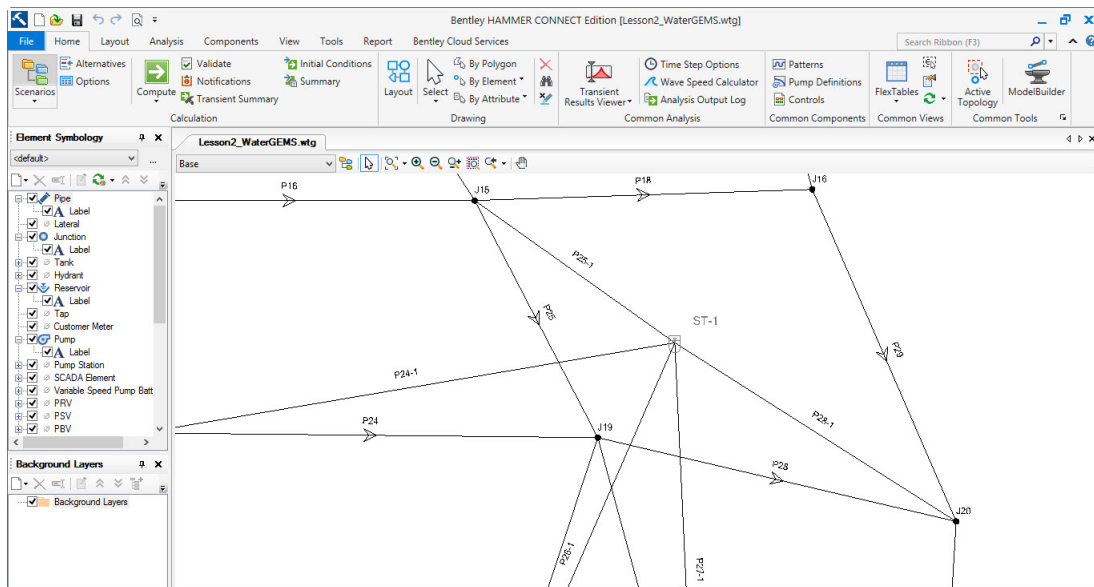 Bentley HAMMER CONNECT Edition [Lesson2_WaterGEMS.wtg]
File Home Layout Analysis Components View Tools Report Bentley Cloud Services Search Ribbon (F3)
Scenarios
Alternatives
Options
Compute
Validate
Notifications
Transient Summary
Initial Conditions
Summary
Calculation
Layout
Select
By Polygon
By Element
By Attribute
Drawing
Transient
Results Viewer
Time Step Options
Wave Speed Calculator
Analysis Output Log
Common Analysis
Patterns
Pump Definitions
Controls
Common Components
FlexTables
Common Views
Active
Topology
ModelBuilder
Common Tools
Element Symbology
<default>
...
Pipe
Label
Lateral
Junction
Label
Tank
Hydrant
Reservoir
Label
Tap
Customer Meter
Pump
Label
Pump Station
SCADA Element
Variable Speed Pump Batt
PRV
PSV
PBV
Background Layers
Background Layers
Lesson2_WaterGEMS.wtg
Base
P16
J15
P18
J16
P25-1
P25
ST-1
P29
P24-1
P24
J19
P28-1
P28
J20
P26-1
P27-1